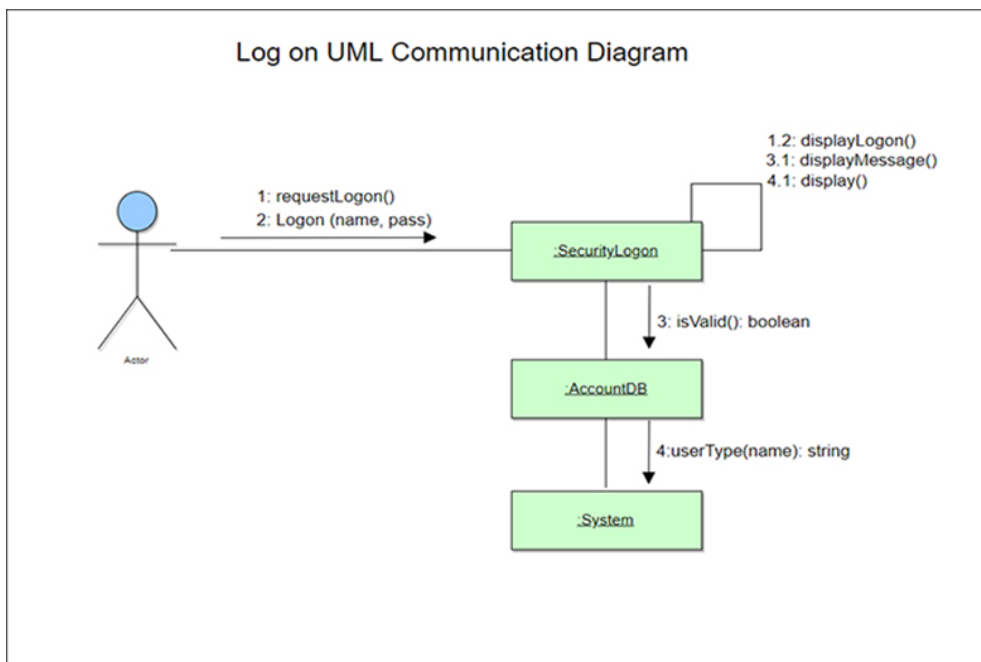 Log on UML Communication Diagram
1.2: displayLogon()
3.1: displayMessage()
4.1: display()
1: requestLogon()
2: Logon (name, pass)
:SecurityLogon
3: isValid(): boolean
Actor
:AccountDB
4:userType(name): string
:System